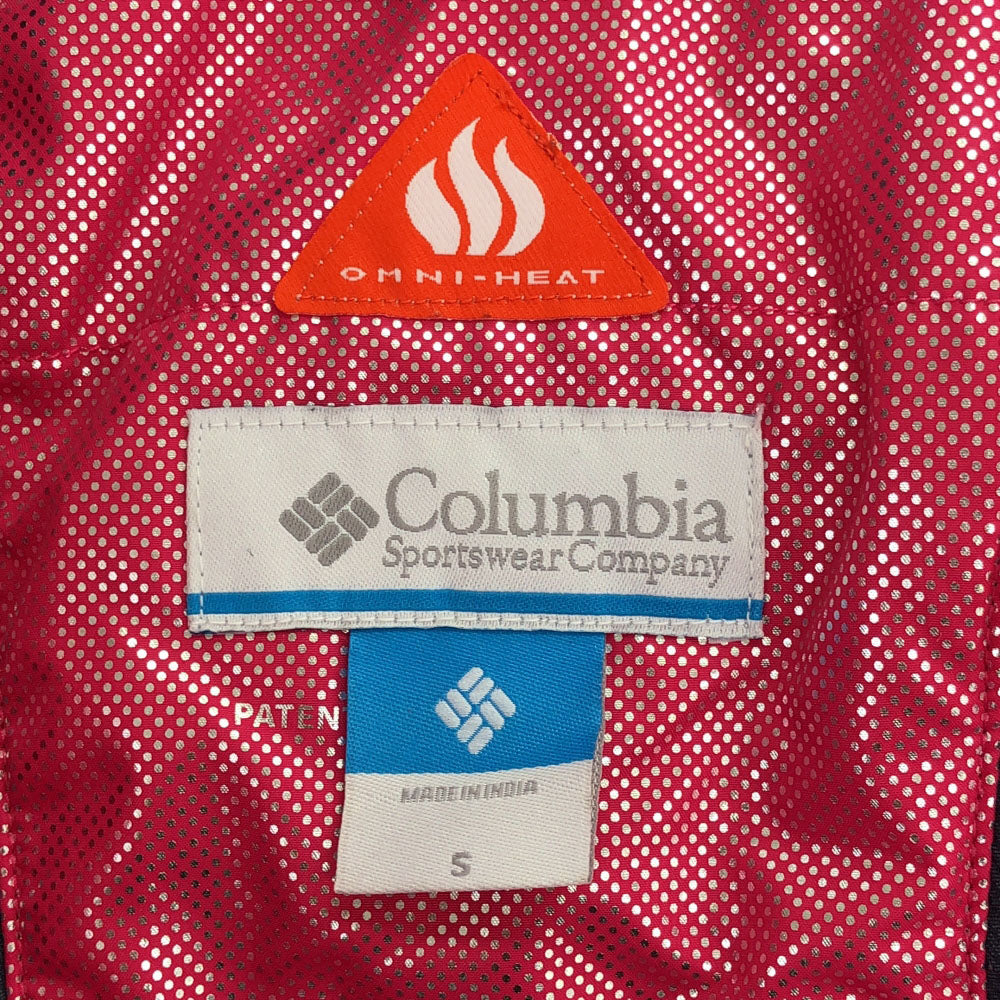 OMNI-HEAT
Columbia
Sportswear Company
PATEN
MADE IN INDIA
S